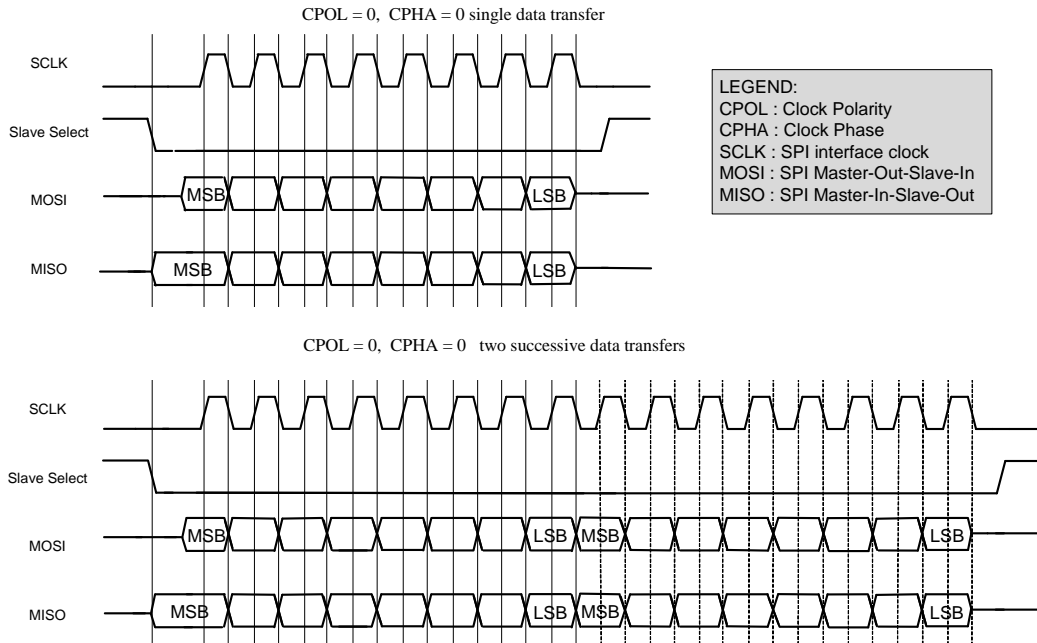 CPOL = 0, CPHA = 0 single data transfer
SCLK
Slave Select
MOSI
MSB
LSB
MISO
MSB
LSB
LEGEND:
CPOL : Clock Polarity
CPHA : Clock Phase
SCLK : SPI interface clock
MOSI : SPI Master-Out-Slave-In
MISO : SPI Master-In-Slave-Out
CPOL = 0, CPHA = 0 two successive data transfers
SCLK
Slave Select
MOSI
MSB
LSB
MSB
LSB
MISO
MSB
LSB
MSB
LSB